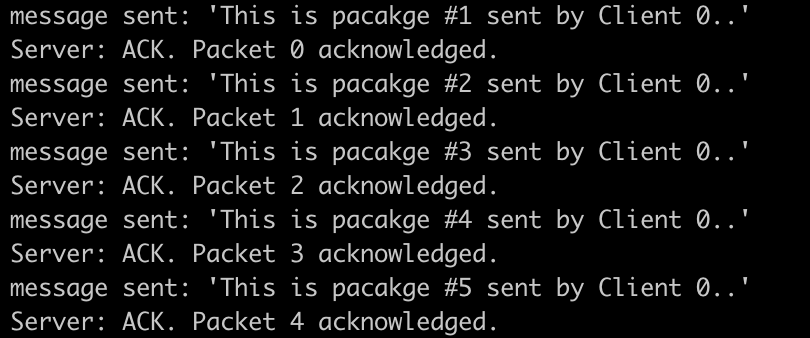 message sent: 'This is pacakge #1 sent by Client 0..'
Server: ACK. Packet 0 acknowledged.
message sent: 'This is pacakge #2 sent by Client 0..'
Server: ACK. Packet 1 acknowledged.
message sent: 'This is pacakge #3 sent by Client 0..'
Server: ACK. Packet 2 acknowledged.
message sent: 'This is pacakge #4 sent by Client 0..'
Server: ACK. Packet 3 acknowledged.
message sent: 'This is pacakge #5 sent by Client 0..'
Server: ACK. Packet 4 acknowledged.